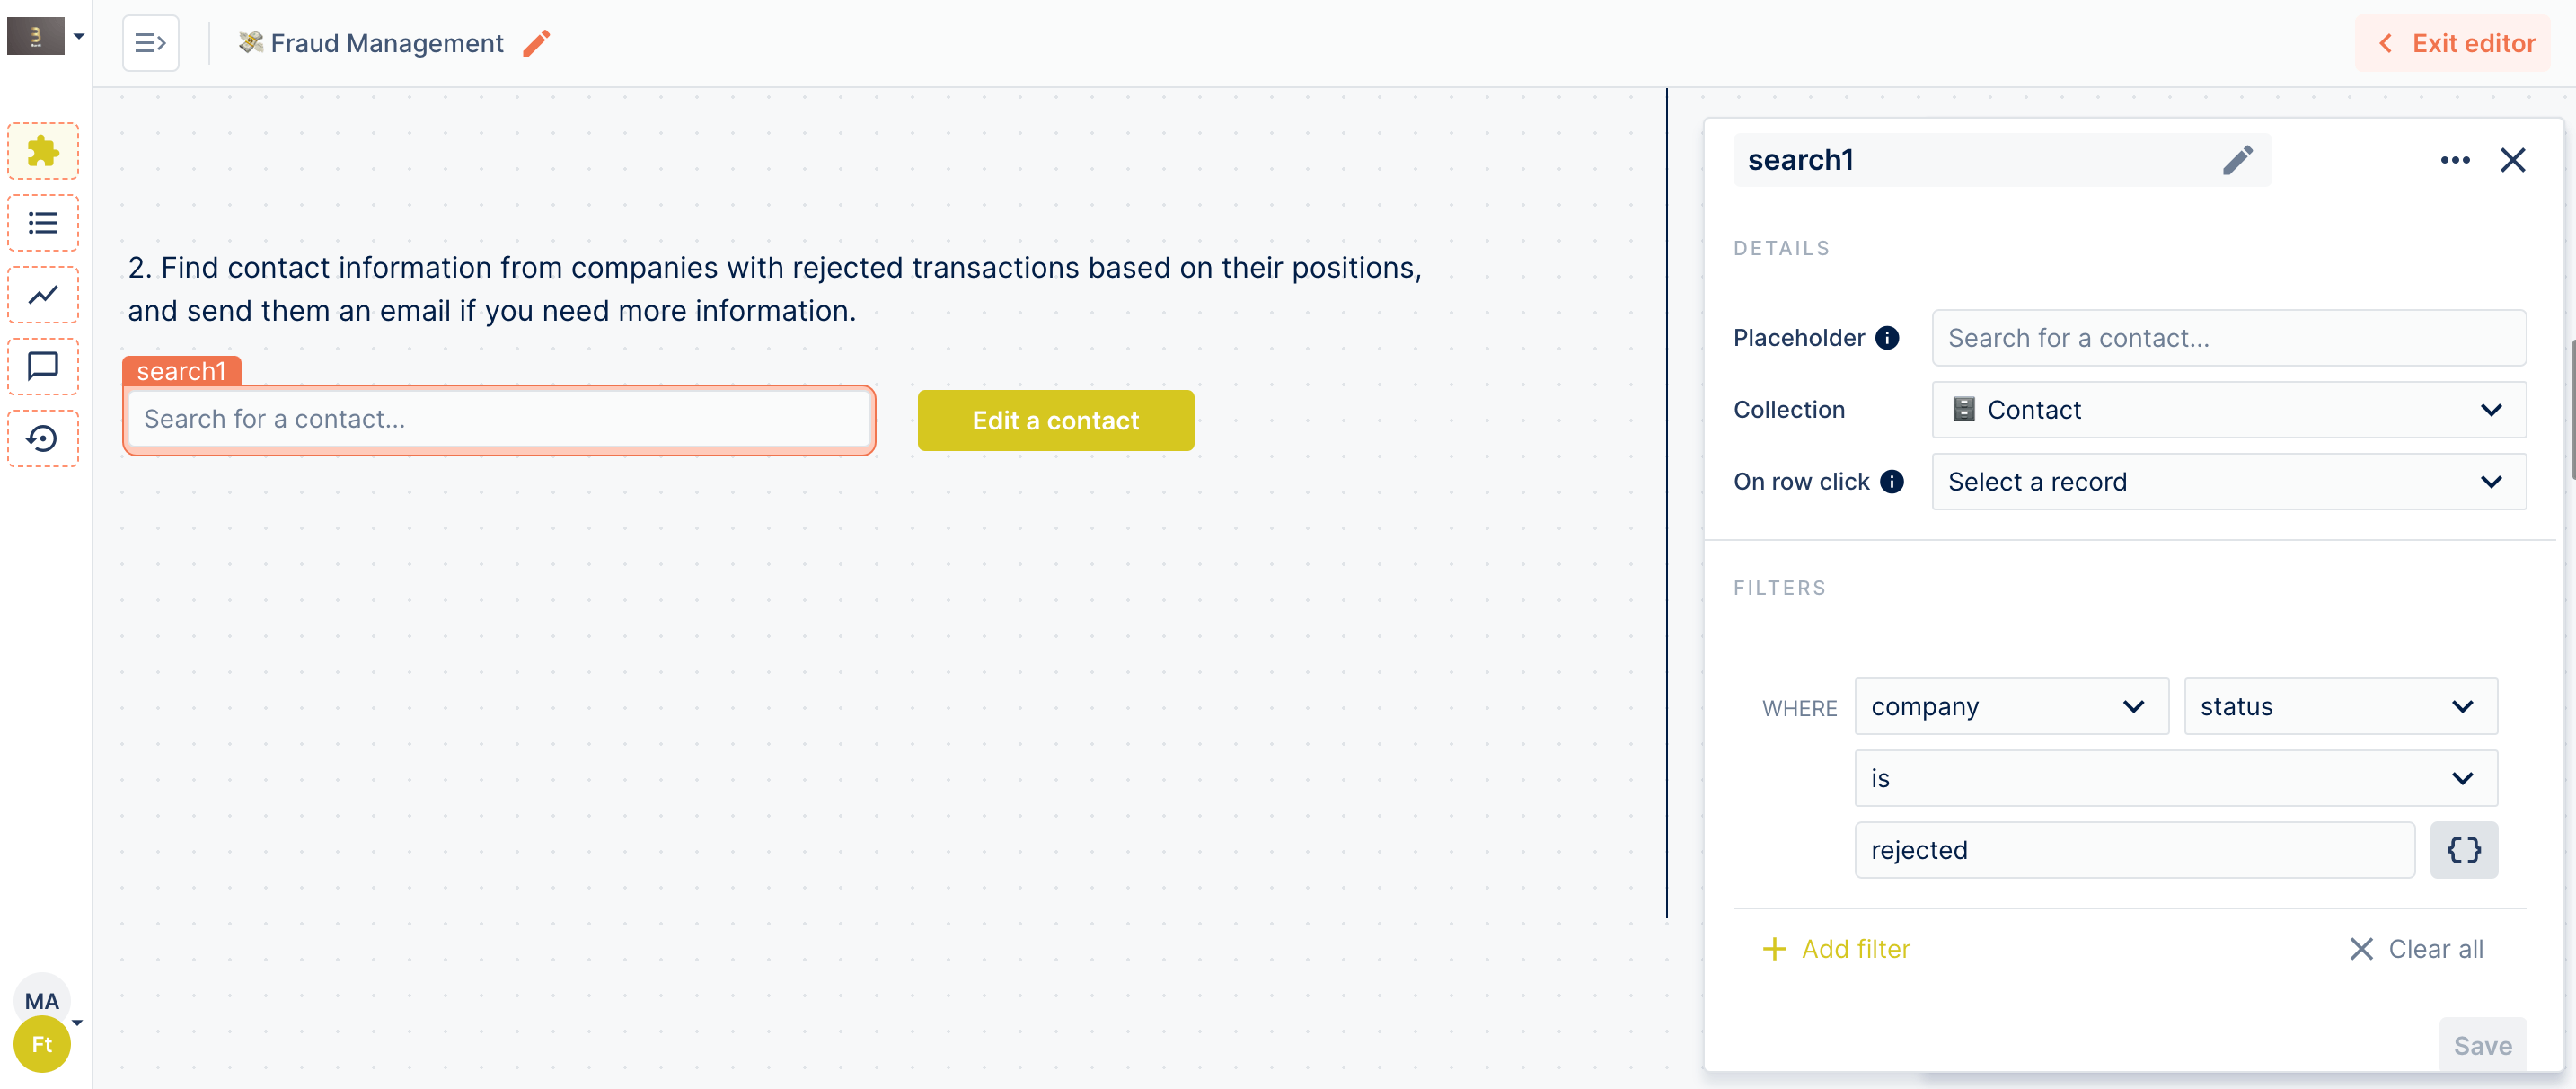 💸 Fraud Management
Exit editor
2. Find contact information from companies with rejected transactions based on their positions,
and send them an email if you need more information.
search1
Search for a contact...
Edit a contact
search1
DETAILS
Placeholder
Search for a contact...
Collection
🗄️ Contact
On row click
Select a record
FILTERS
WHERE
company
status
is
rejected
{}
Add filter
Clear all
Save
MA
Ft